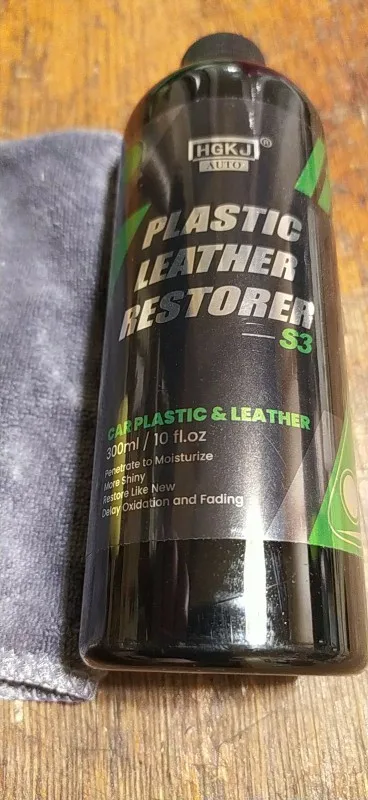 HGKJ®
AUTO
PLASTIC
LEATHER
RESTORER
S3
CAR PLASTIC & LEATHER
300ml / 10 fl.oz
Penetrate to Moisturize
More Shiny
Restore Like New
Delay Oxidation and Fading